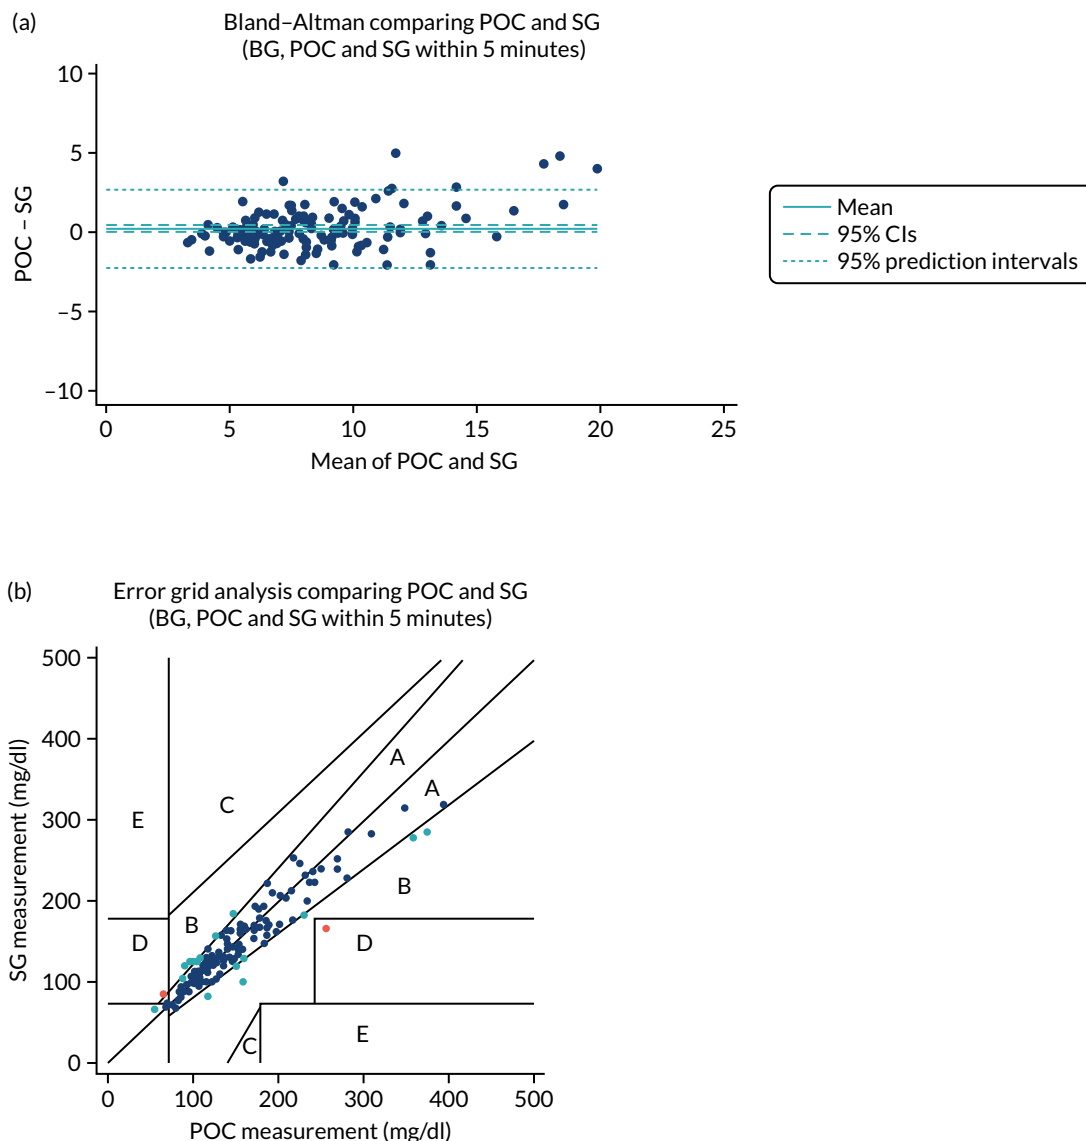 (a)
Bland–Altman comparing POC and SG
(BG, POC and SG within 5 minutes)
10
5
0
–5
–10
POC – SG
0 5 10 15 20 25
Mean of POC and SG
Mean
95% CIs
95% prediction intervals
(b)
Error grid analysis comparing POC and SG
(BG, POC and SG within 5 minutes)
500
400
300
200
100
0
SG measurement (mg/dl)
A
A
C
E
B
B
D
D
E
C
0 100 200 300 400 500
POC measurement (mg/dl)